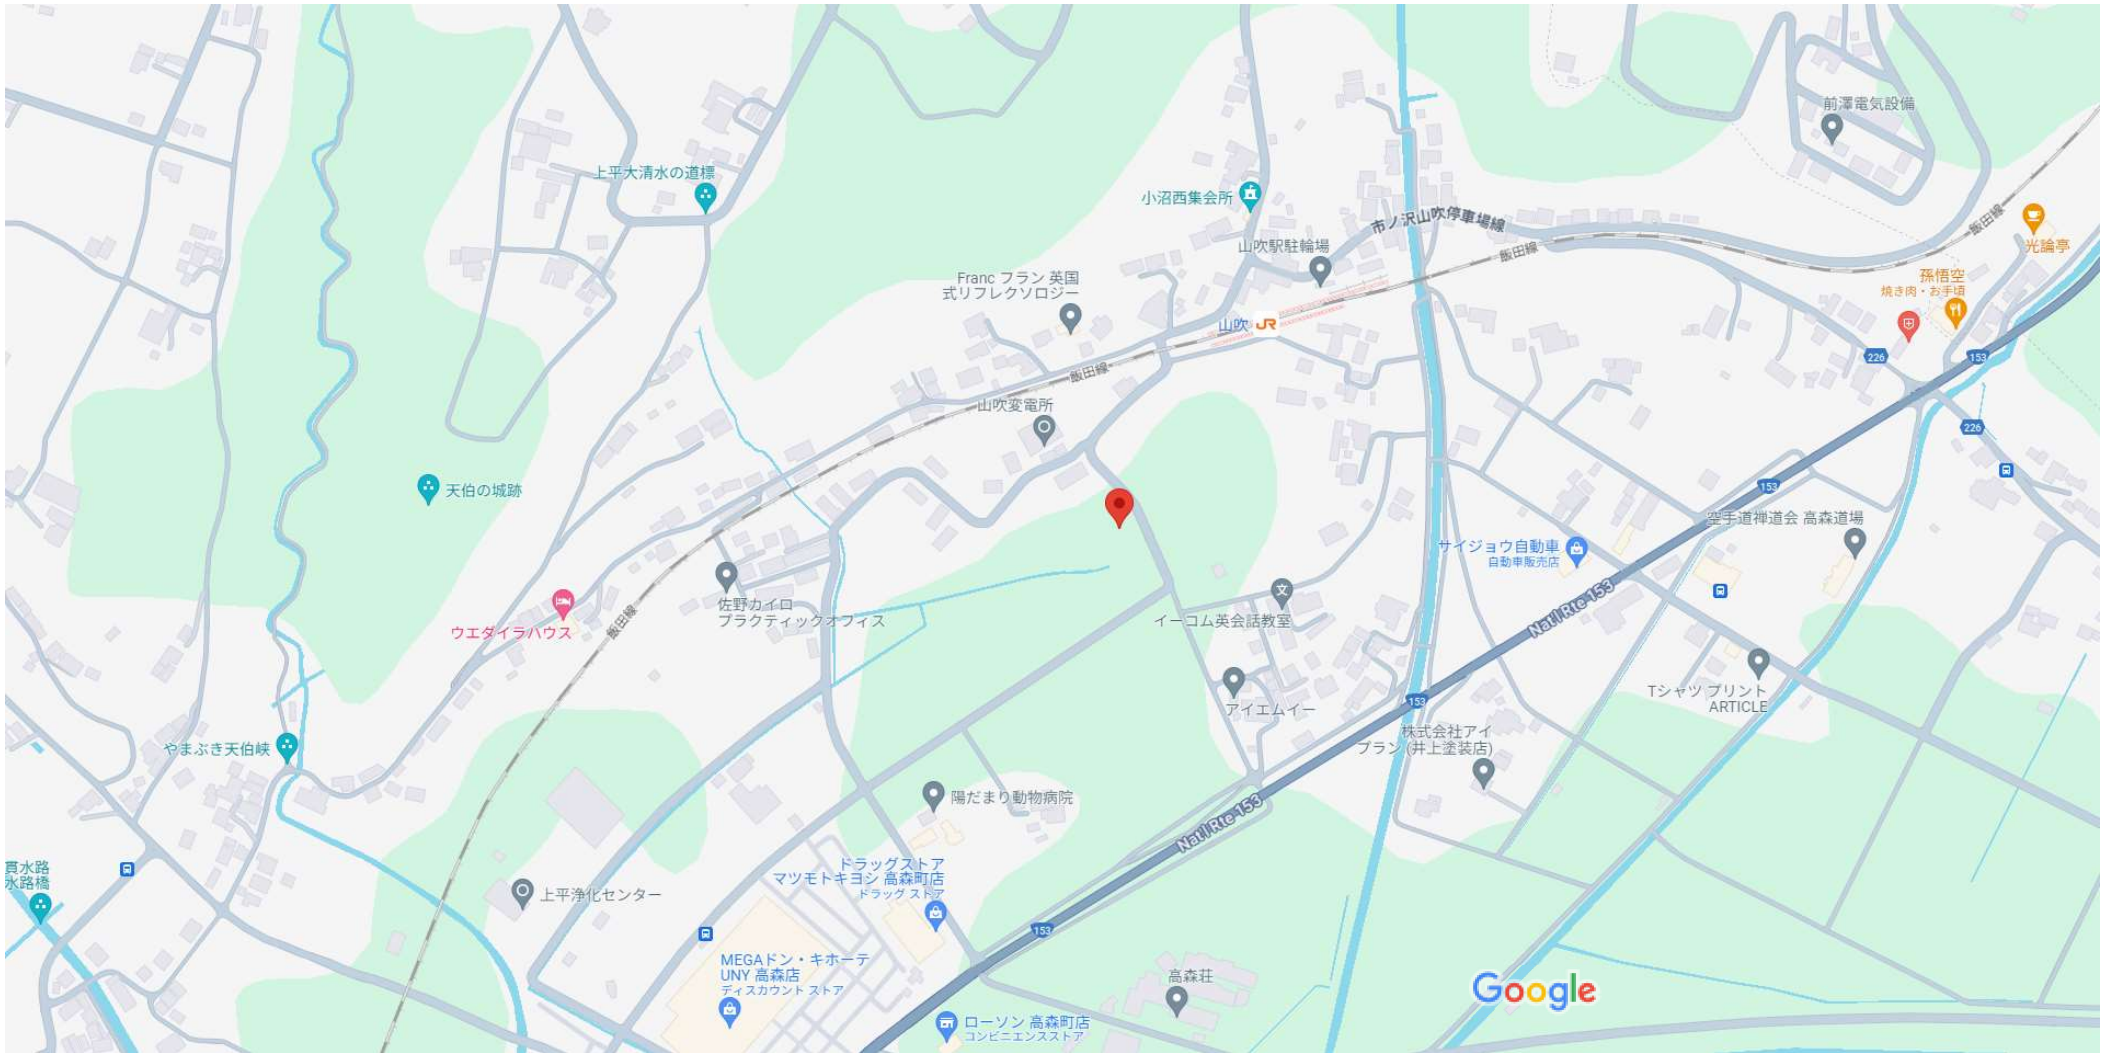 前澤電気設備
上平大清水の道標
小沼西集会所
市ノ沢山吹停車場線
飯田線
光論亭
山吹駅駐輪場
飯田線
Franc フラン 英国
式リフレクソロジー
孫悟空
焼き肉・お手頃
山吹
JR
226
153
飯田線
山吹変電所
226
天伯の城跡
153
空手道禅道会 高森道場
サイジョウ自動車
自動車販売店
佐野カイロ
プラクティックオフィス
ウエダイラハウス
飯田線
イーコム英会話教室
文
Nat'l Rte 153
Tシャツ プリント
ARTICLE
アイエムイー
153
株式会社アイ
プラン (井上塗装店)
やまぶき天伯峡
陽だまり動物病院
Nat'l Rte 153
貫水路
水路橋
ドラッグストア
マツモトキヨシ 高森町店
ドラッグ ストア
上平浄化センター
153
MEGAドン・キホーテ
UNY 高森店
ディスカウント ストア
高森荘
Google
ローソン 高森町店
コンビニエンスストア